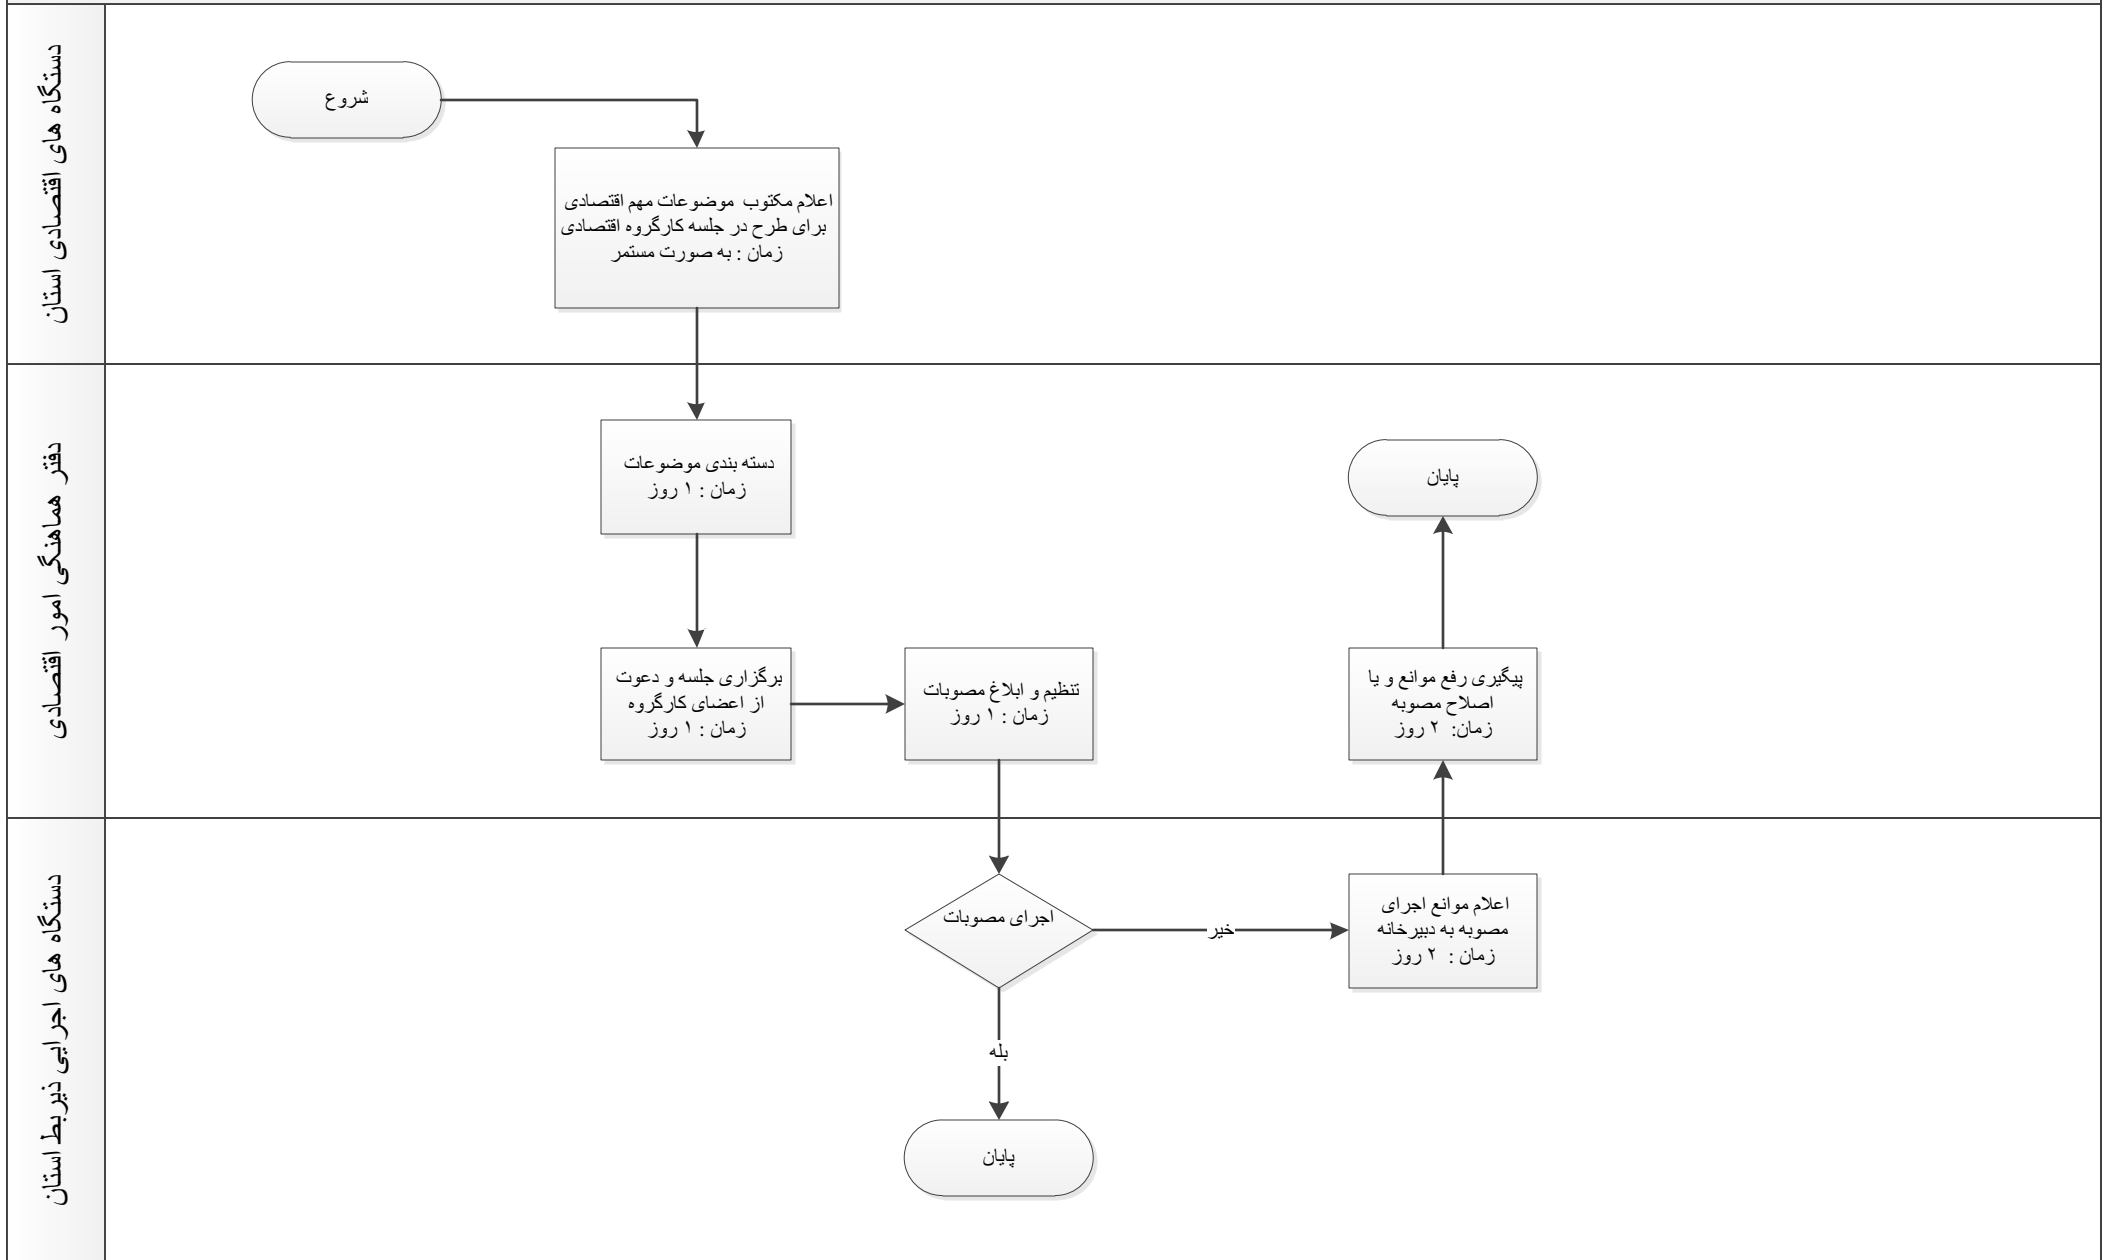 دستگاه های اقتصادی استان
شروع
اعلام مکتوب موضوعات مهم اقتصادی
برای طرح در جلسه کارگروه اقتصادی
زمان : به صورت مستمر
دفتر هماهنگی امور اقتصادی
دسته بندی موضوعات
زمان : ۱ روز
برگزاری جلسه و دعوت
از اعضای کارگروه
زمان : ۱ روز
تنظیم و ابلاغ مصوبات
زمان : ۱ روز
پایان
پیگیری رفع موانع و یا
اصلاح مصوبه
زمان: ۲ روز
دستگاه های اجرایی ذیربط استان
اجرای مصوبات
خیر
اعلام موانع اجرای
مصوبه به دبیرخانه
زمان : ۲ روز
بله
پایان